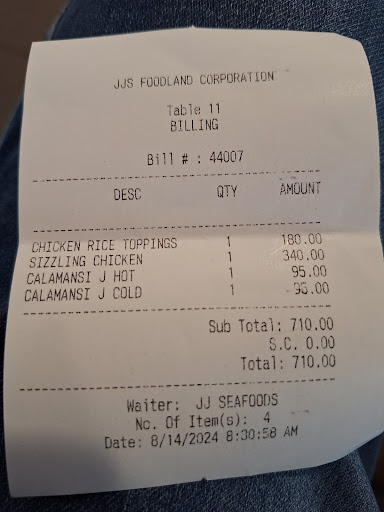 JJS FOODLAND CORPORATION
Table 11
BILLING
Bill # : 44007
DESC QTY AMOUNT
CHICKEN RICE TOPPINGS 1 180.00
SIZZLING CHICKEN 1 340.00
CALAMANSI J HOT 1 95.00
CALAMANSI J COLD 1 95.00
Sub Total: 710.00
S.C. 0.00
Total: 710.00
Waiter: JJ SEAFOODS
No. Of Item(s): 4
Date: 8/14/2024 8:30:58 AM